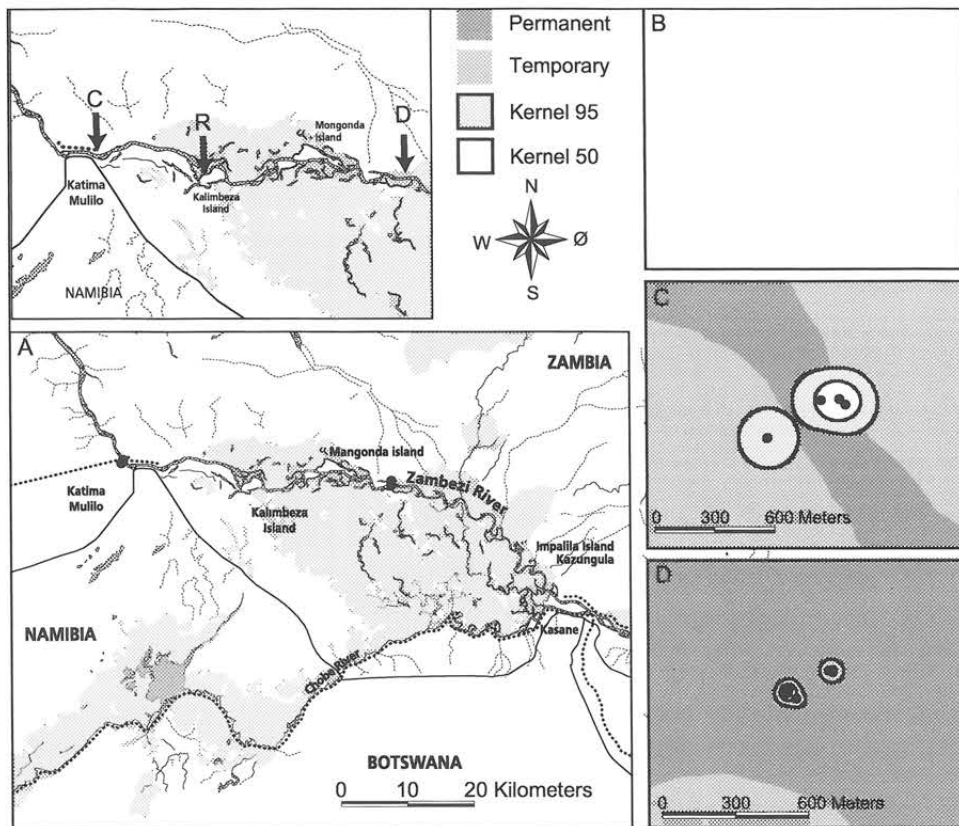 Permanent
Temporary
Kernel 95
Kernel 50
N
W Ø
S
C
R
D
Mongonda
island
Katima
Mulilo
Kalimbeza
Island
NAMIBIA
B
A
ZAMBIA
Mangonda island
Zambezi River
Katima
Mulilo
Kalimbeza
Island
Impalila Island
Kazungula
NAMIBIA
Kasane
Chobe River
BOTSWANA
0 10 20 Kilometers
C
0 300 600 Meters
D
0 300 600 Meters